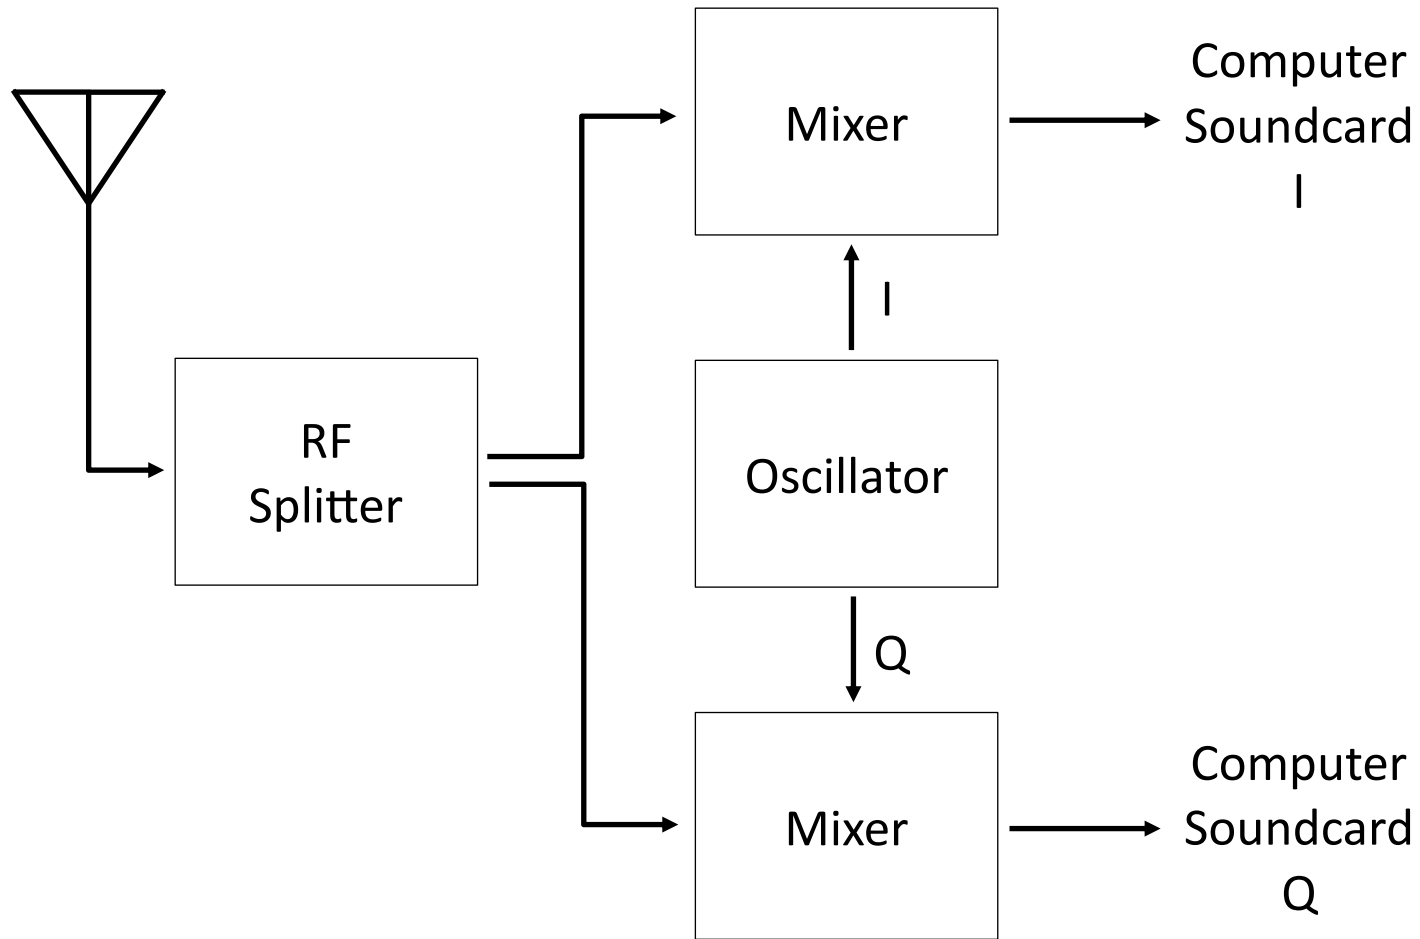 Mixer
Computer
Soundcard
I
I
RF
Splitter
Oscillator
Q
Mixer
Computer
Soundcard
Q